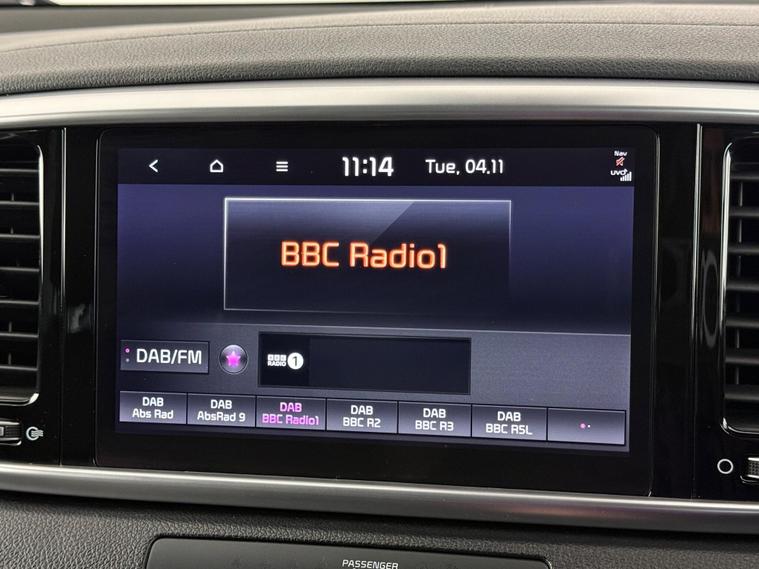 11:14
Tue, 04.11
Nav
UVO
BBC Radio1
DAB/FM
BBC
RADIO
1
DAB
Abs Rad
DAB
AbsRad 9
DAB
BBC Radio1
DAB
BBC R2
DAB
BBC R3
DAB
BBC R5L
PASSENGER